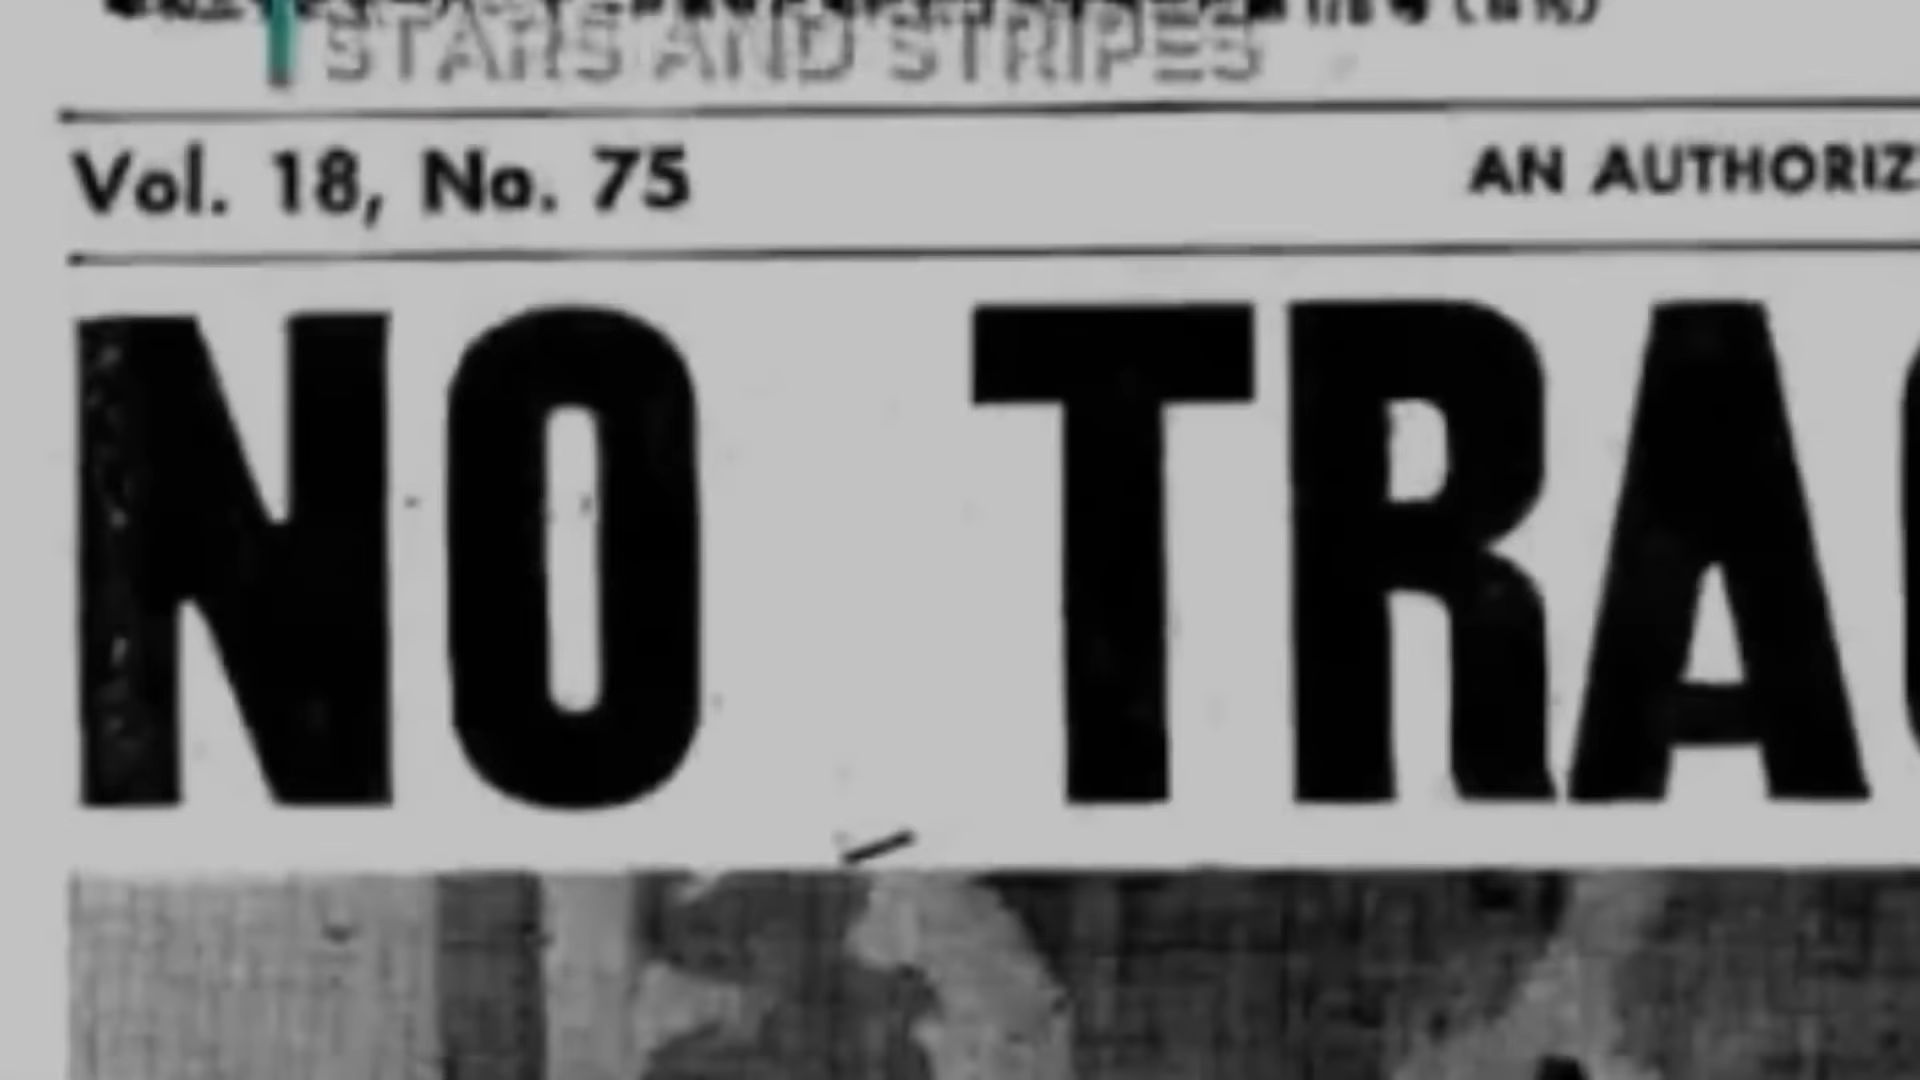 STARS AND STRIPES
Vol. 18, No. 75
AN AUTHORIZ
NO TRA